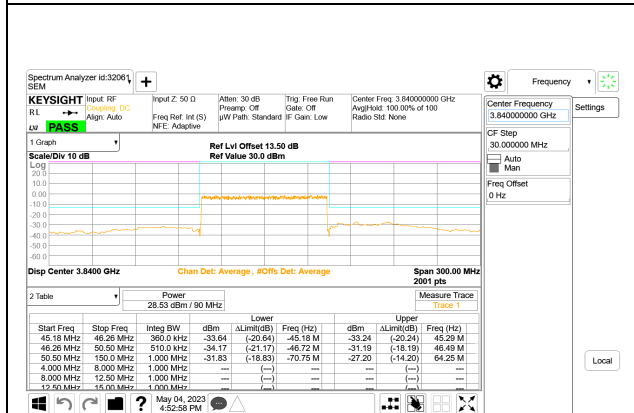 Spectrum Analyzer id:32061
SEM
+
Frequency
KEYSIGHT
RL
LW PASS
Input: RF
Coupling: DC
Align: Auto
Input Z: 50 Ω
Freq Ref: Int (S)
NFE: Adaptive
Atten: 30 dB
Preamp: Off
µW Path: Standard
Trig: Free Run
Gate: Off
IF Gain: Low
Center Freq: 3.840000000 GHz
Avg|Hold: 100.00% of 100
Radio Std: None
Center Frequency
3.840000000 GHz
Settings
CF Step
30.000000 MHz
Auto
Man
Freq Offset
0 Hz
1 Graph
Scale/Div 10 dB
Ref Lvl Offset 13.50 dB
Ref Value 30.0 dBm
Log
20.0
10.0
0.00
-10.0
-20.0
-30.0
-40.0
-50.0
-60.0
Disp Center 3.8400 GHz
Chan Det: Average , #Offs Det: Average
Span 300.00 MHz
2001 pts
2 Table
Power
28.53 dBm / 90 MHz
Measure Trace
Trace 1
Lower Upper
Start Freq Stop Freq Integ BW dBm ΔLimit(dB) Freq (Hz) dBm ΔLimit(dB) Freq (Hz)
45.18 MHz 46.26 MHz 360.0 kHz -33.64 (-20.64) -45.18 M -33.24 (-20.24) 45.29 M
46.26 MHz 50.50 MHz 510.0 kHz -34.17 (-21.17) -46.72 M -31.19 (-18.19) 46.49 M
50.50 MHz 150.0 MHz 1.000 MHz -31.83 (-18.83) -70.75 M -27.20 (-14.20) 64.25 M
4.000 MHz 8.000 MHz 1.000 MHz --- (---) --- (---)
8.000 MHz 12.50 MHz 1.000 MHz --- (---) --- (---)
12.50 MHz 15.00 MHz 1.000 MHz --- (---) --- (---)
Local
?
May 04, 2023
4:52:58 PM